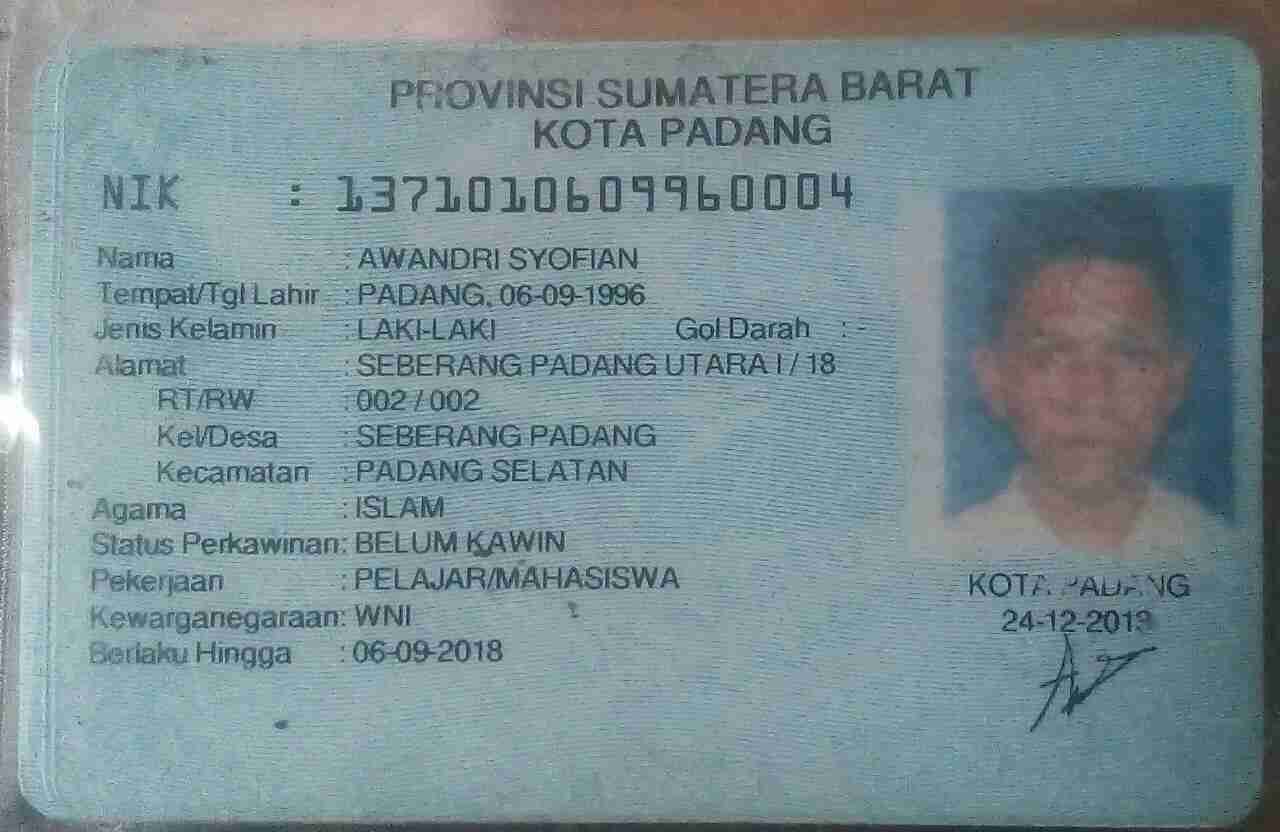 PROVINSI SUMATERA BARAT
KOTA PADANG
NIK : 1371010609960004
Nama : AWANDRI SYOFIAN
Tempat/Tgl Lahir : PADANG, 06-09-1996
Jenis Kelamin : LAKI-LAKI Gol Darah : -
Alamat : SEBERANG PADANG UTARA I / 18
RT/RW : 002 / 002
Kel/Desa : SEBERANG PADANG
Kecamatan : PADANG SELATAN
Agama : ISLAM
Status Perkawinan: BELUM KAWIN
Pekerjaan : PELAJAR/MAHASISWA
Kewarganegaraan: WNI
Berlaku Hingga : 06-09-2018
KOTA PADANG
24-12-2013